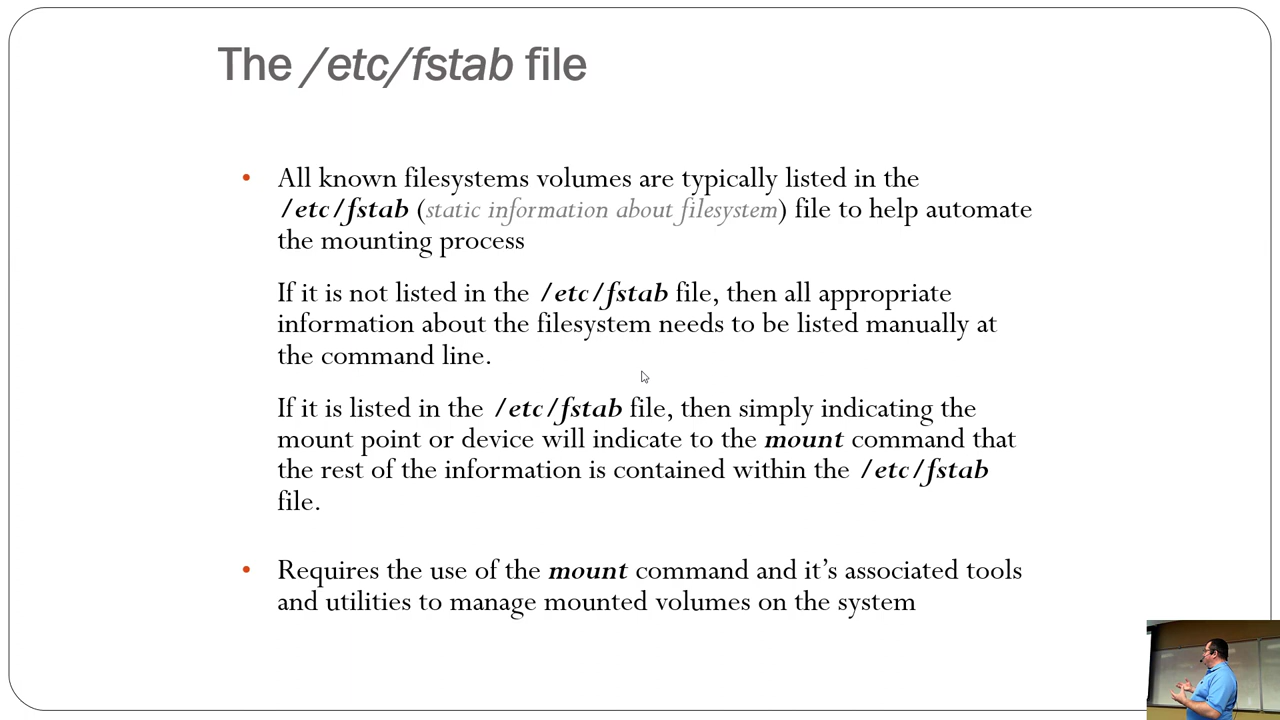 The /etc/fstab file
• All known filesystems volumes are typically listed in the
/etc/fstab (static information about filesystem) file to help automate
the mounting process
If it is not listed in the /etc/fstab file, then all appropriate
information about the filesystem needs to be listed manually at
the command line.
If it is listed in the /etc/fstab file, then simply indicating the
mount point or device will indicate to the mount command that
the rest of the information is contained within the /etc/fstab
file.
• Requires the use of the mount command and it’s associated tools
and utilities to manage mounted volumes on the system